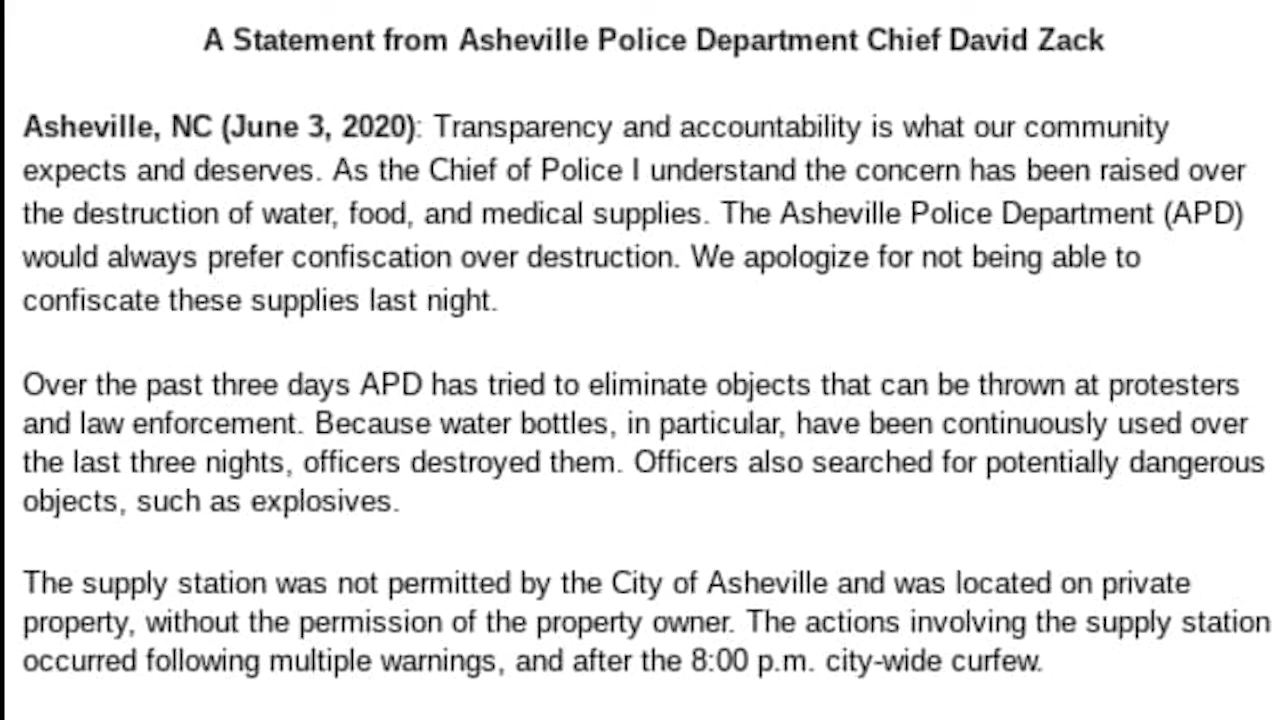 A Statement from Asheville Police Department Chief David Zack
Asheville, NC (June 3, 2020): Transparency and accountability is what our community
expects and deserves. As the Chief of Police I understand the concern has been raised over
the destruction of water, food, and medical supplies. The Asheville Police Department (APD)
would always prefer confiscation over destruction. We apologize for not being able to
confiscate these supplies last night.
Over the past three days APD has tried to eliminate objects that can be thrown at protesters
and law enforcement. Because water bottles, in particular, have been continuously used over
the last three nights, officers destroyed them. Officers also searched for potentially dangerous
objects, such as explosives.
The supply station was not permitted by the City of Asheville and was located on private
property, without the permission of the property owner. The actions involving the supply station
occurred following multiple warnings, and after the 8:00 p.m. city-wide curfew.